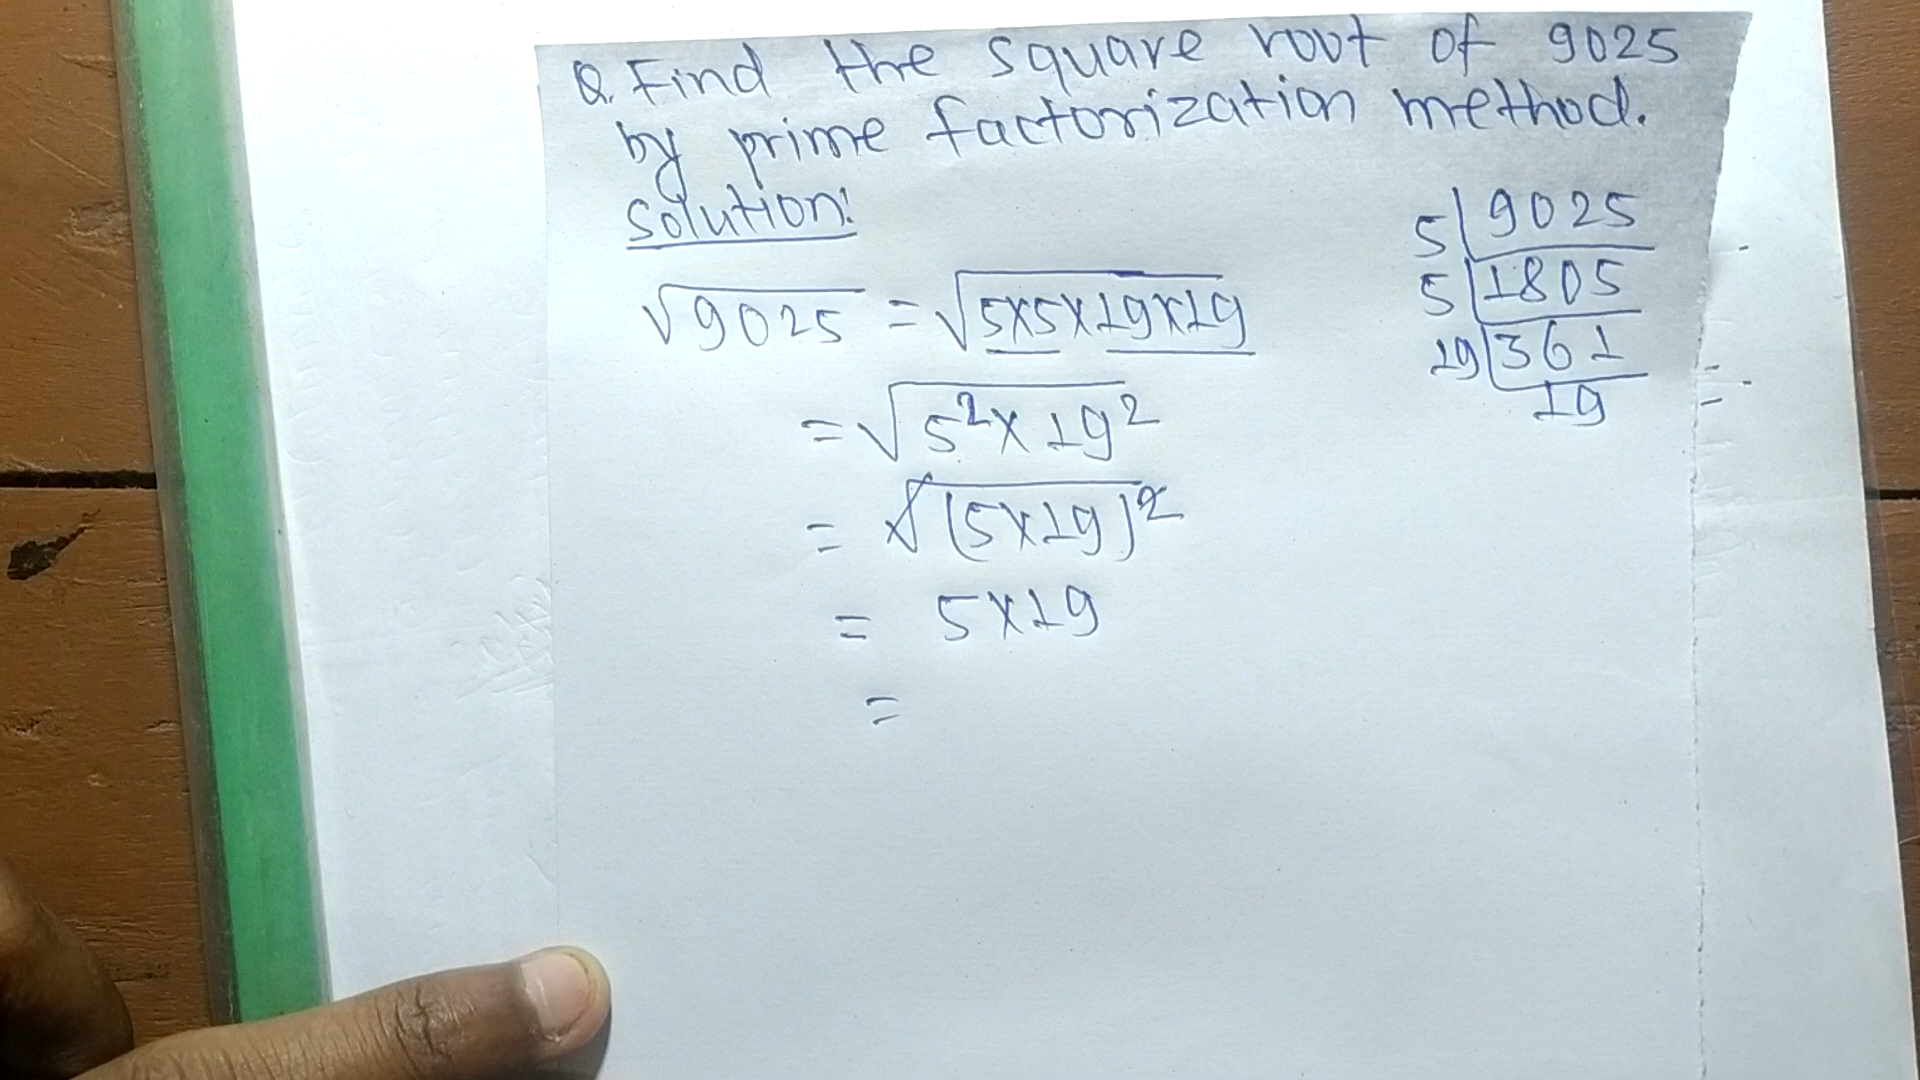 Q. Find the square root of 9025
by prime factorization method.
solution:
√9025 = √5×5×19×19
= √5²×19²
= √(5×19)²
= 5×19
=
5|9025
5|1805
19|361
19